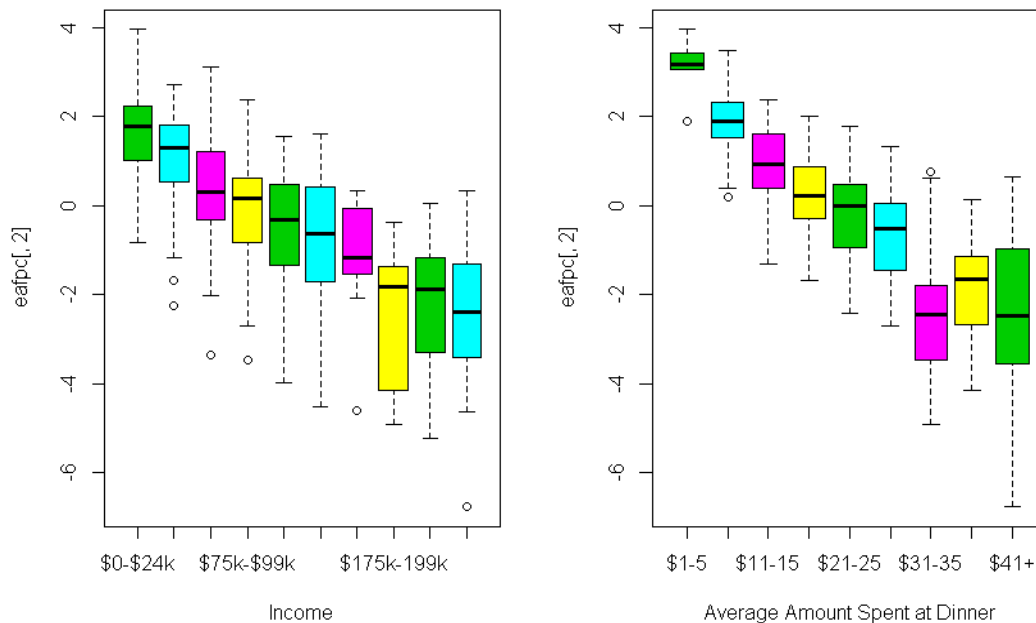 4
2
0
-2
-4
-6
eafpc[, 2]
$0-$24k $75k-$99k $175k-199k
Income
4
2
0
-2
-4
-6
eafpc[, 2]
$1-5 $11-15 $21-25 $31-35 $41+
Average Amount Spent at Dinner